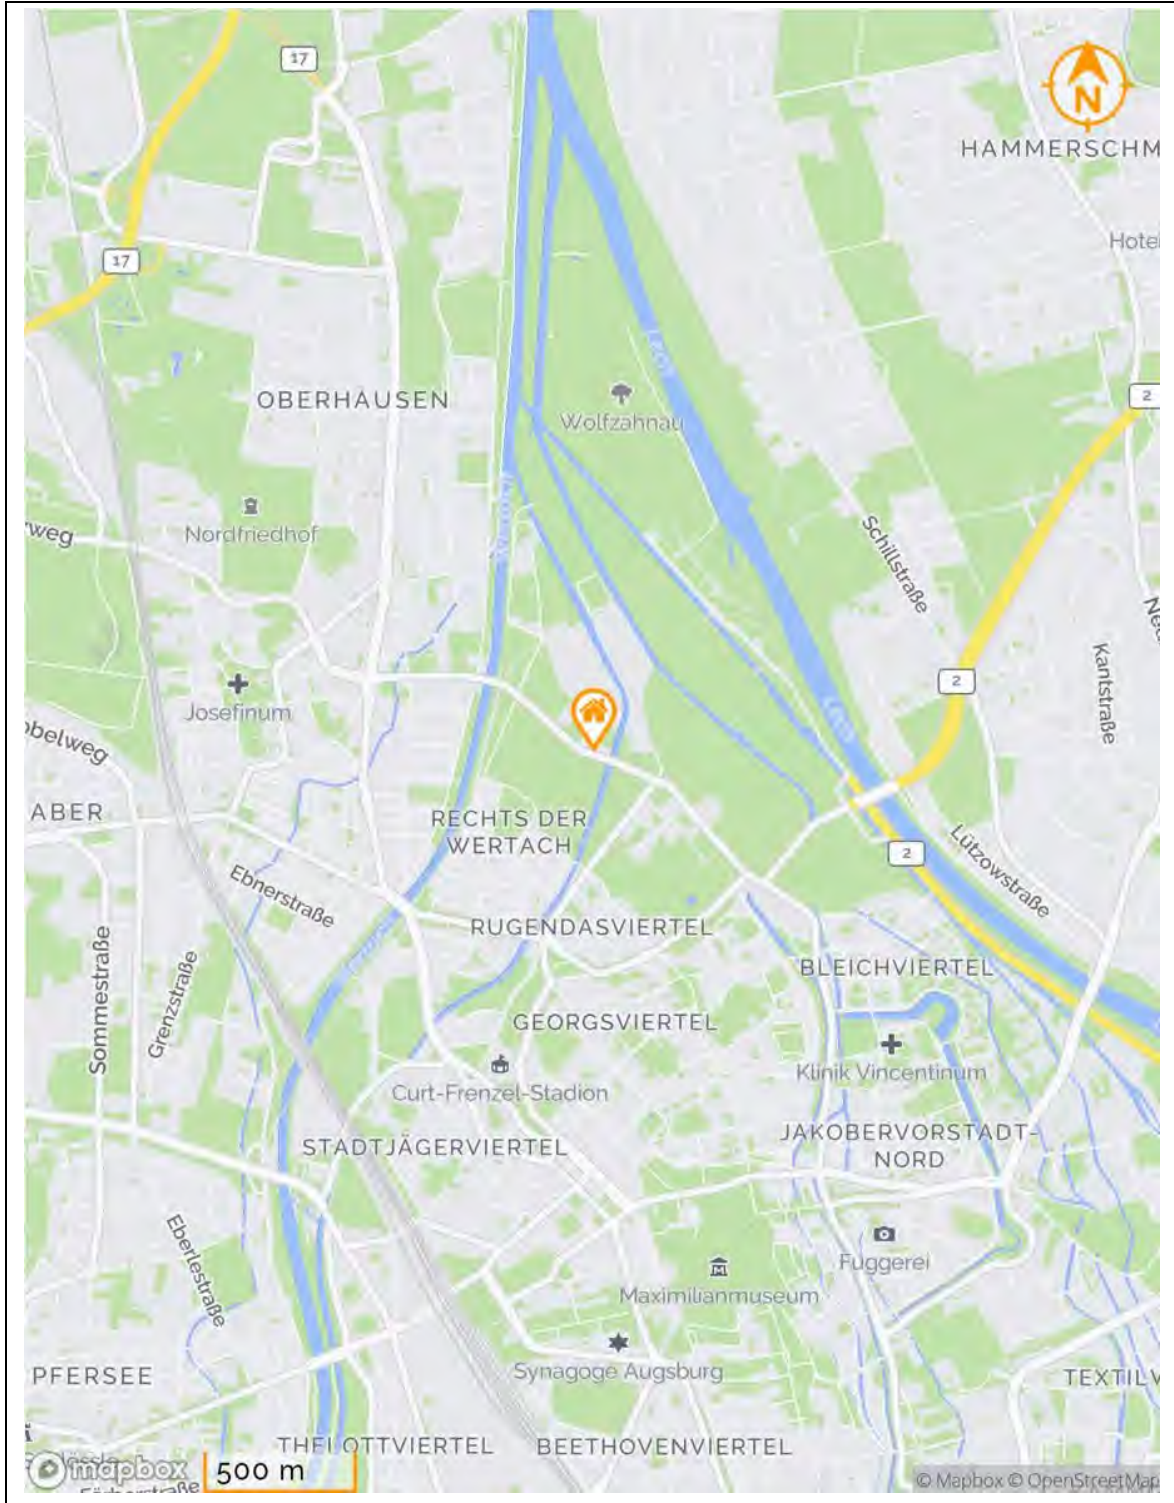 17
N
HAMMERSCHM
Hotel
17
2
OBERHAUSEN
Lech
Wolfzahnau
Nordfriedhof
weg
Wertach
Schillstraße
Kantstraße
2
Josefinum
obelweg
Lech
ABER
RECHTS DER
WERTACH
2
Lützowstraße
Ebnerstraße
Sommestraße
Grenzstraße
RUGENDASVIERTEL
BLEICHVIERTEL
GEORGSVIERTEL
Klinik Vincentinum
Curt-Frenzel-Stadion
STADTJÄGERVIERTEL
JAKOBERVORSTADT-
NORD
Eberlestraße
Fuggerei
Maximilianmuseum
Synagoge Augsburg
PFERSEE
TEXTILV
THELOTTVIERTEL
BEETHOVENVIERTEL
mapbox
500 m
© Mapbox © OpenStreetMap